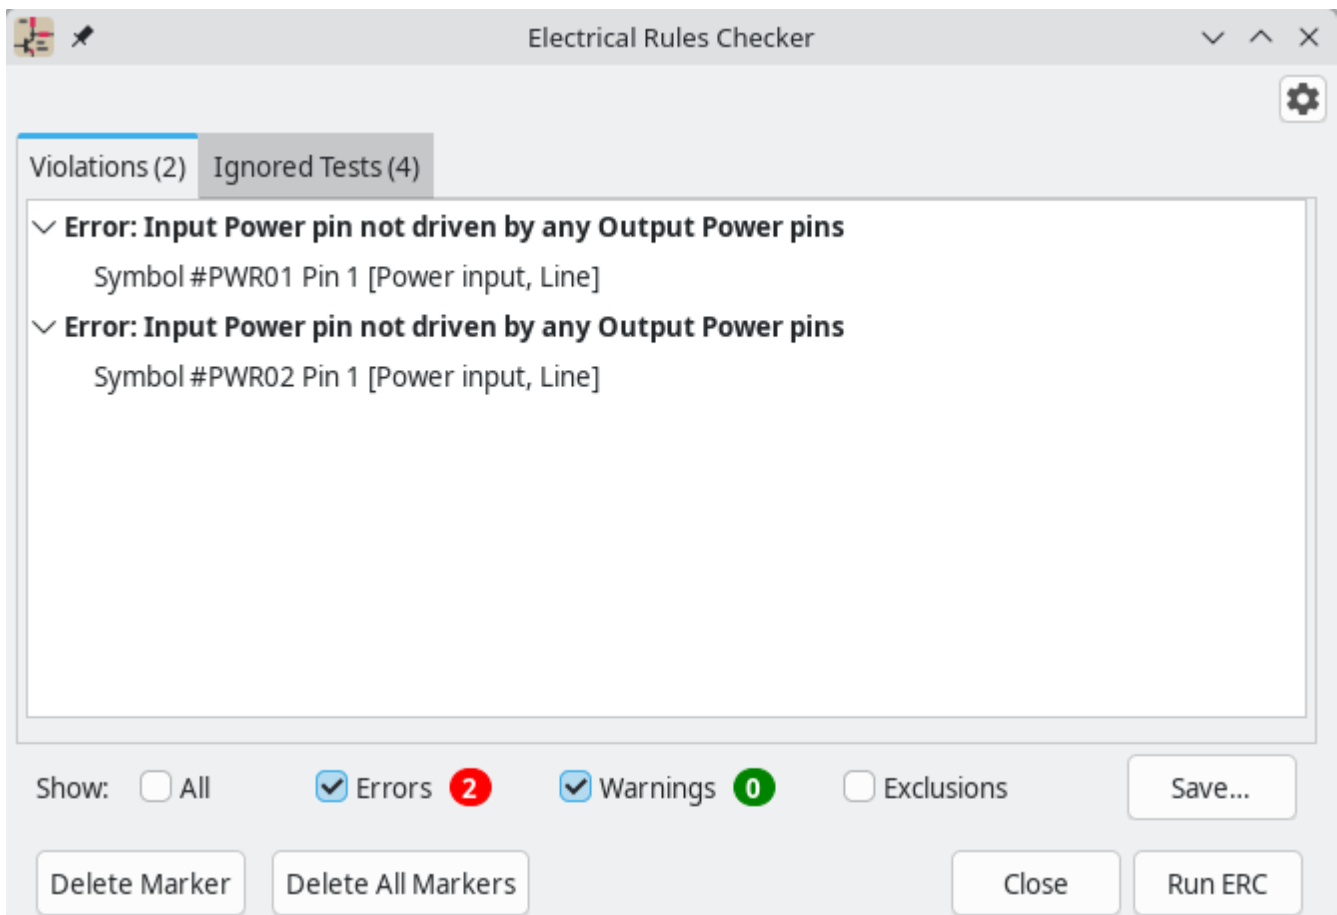 Electrical Rules Checker
Violations (2) Ignored Tests (4)
Error: Input Power pin not driven by any Output Power pins
Symbol #PWR01 Pin 1 [Power input, Line]
Error: Input Power pin not driven by any Output Power pins
Symbol #PWR02 Pin 1 [Power input, Line]
Show: All Errors 2 Warnings 0 Exclusions Save...
Delete Marker Delete All Markers Close Run ERC